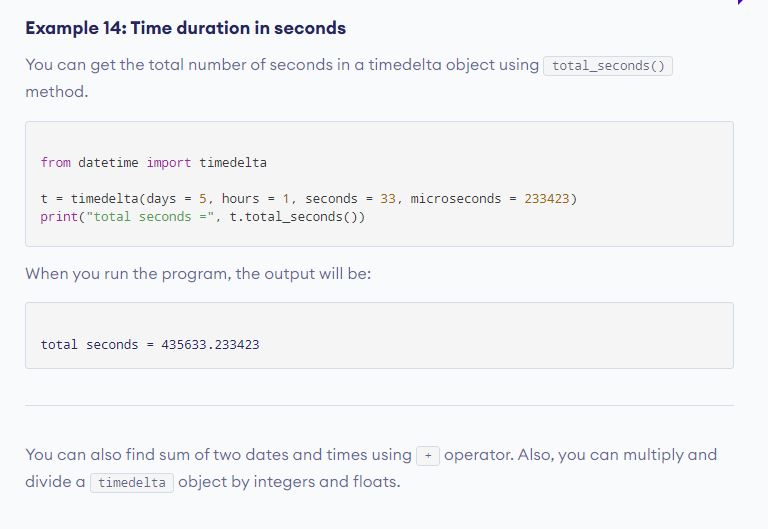 Example 14: Time duration in seconds
You can get the total number of seconds in a timedelta object using total_seconds()
method.
from datetime import timedelta
t = timedelta(days = 5, hours = 1, seconds = 33, microseconds = 233423)
print("total seconds =", t.total_seconds())
When you run the program, the output will be:
total seconds = 435633.233423
You can also find sum of two dates and times using + operator. Also, you can multiply and
divide a timedelta object by integers and floats.